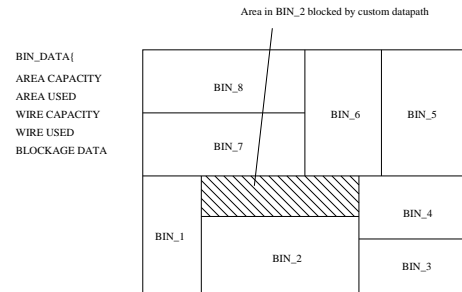 Area in BIN_2 blocked by custom datapath
BIN_DATA{
AREA CAPACITY
AREA USED
WIRE CAPACITY
WIRE USED
BLOCKAGE DATA
BIN_8
BIN_6
BIN_5
BIN_7
BIN_4
BIN_1
BIN_2
BIN_3